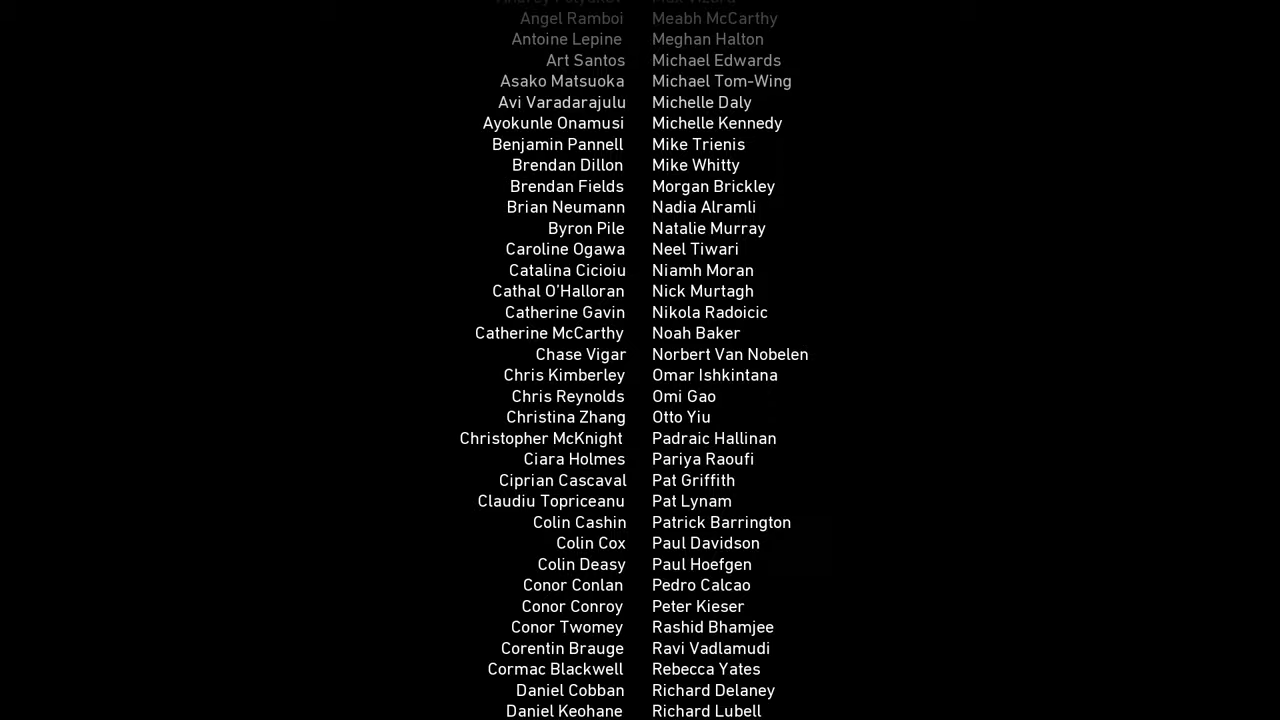 Angel Ramboi Meabh McCarthy
Antoine Lepine Meghan Halton
Art Santos Michael Edwards
Asako Matsuoka Michael Tom-Wing
Avi Varadarajulu Michelle Daly
Ayokunle Onamusi Michelle Kennedy
Benjamin Pannell Mike Trienis
Brendan Dillon Mike Whitty
Brendan Fields Morgan Brickley
Brian Neumann Nadia Alramli
Byron Pile Natalie Murray
Caroline Ogawa Neel Tiwari
Catalina Cicioiu Niamh Moran
Cathal O’Halloran Nick Murtagh
Catherine Gavin Nikola Radoicic
Catherine McCarthy Noah Baker
Chase Vigar Norbert Van Nobelen
Chris Kimberley Omar Ishkintana
Chris Reynolds Omi Gao
Christina Zhang Otto Yiu
Christopher McKnight Padraic Hallinan
Ciara Holmes Pariya Raoufi
Ciprian Cascaval Pat Griffith
Claudiu Topriceanu Pat Lynam
Colin Cashin Patrick Barrington
Colin Cox Paul Davidson
Colin Deasy Paul Hoefgen
Conor Conlan Pedro Calcao
Conor Conroy Peter Kieser
Conor Twomey Rashid Bhamjee
Corentin Brauge Ravi Vadlamudi
Cormac Blackwell Rebecca Yates
Daniel Cobban Richard Delaney
Daniel Keohane Richard Lubell